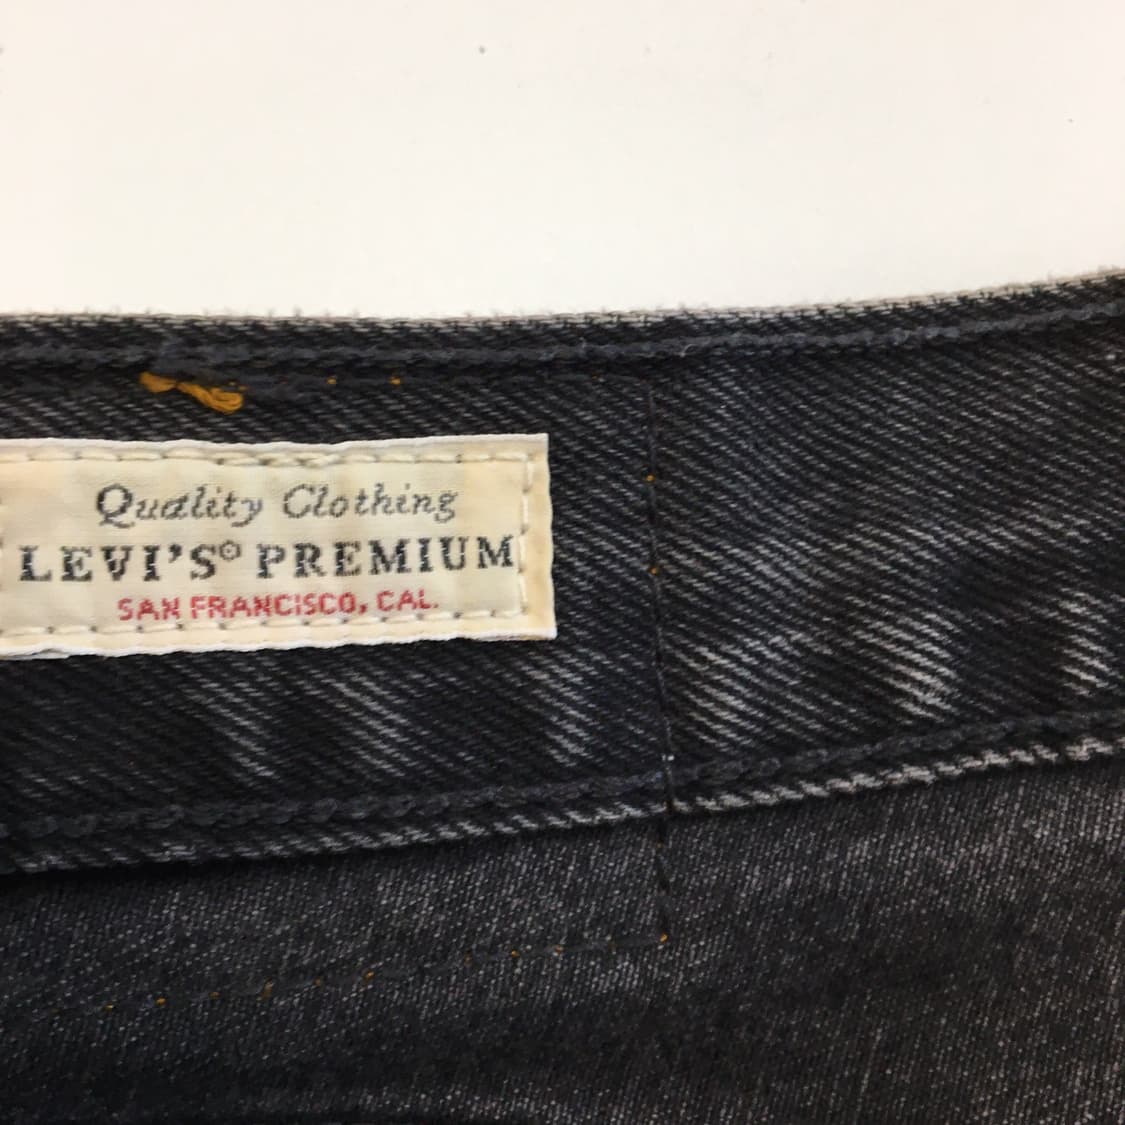 Quality Clothing
LEVI'S® PREMIUM
SAN FRANCISCO, CAL.